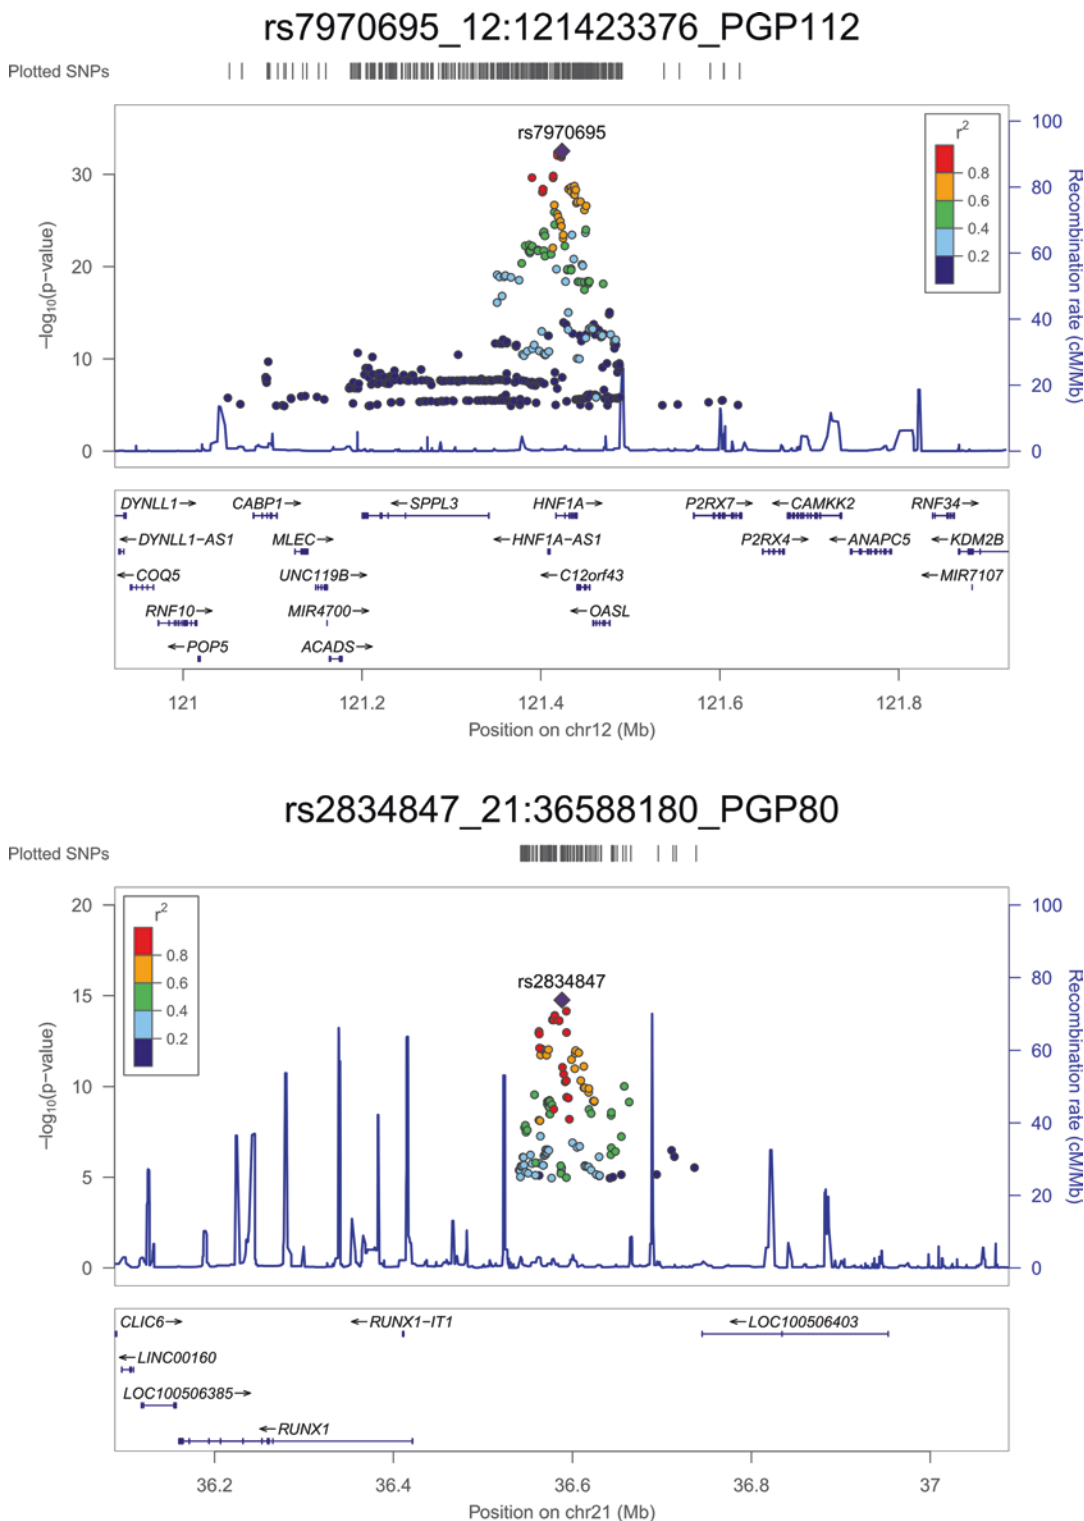 rs7970695_12:121423376_PGP112
Plotted SNPs
rs7970695
r2
0.8
0.6
0.4
0.2
30
20
10
0
−log10(p−value)
100
80
60
40
20
0
Recombination rate (cM/Mb)
DYNLL1→ CABP1→ ←SPPL3 HNF1A→ P2RX7→ ←CAMKK2 RNF34→
←DYNLL1−AS1 MLEC→ ←HNF1A−AS1 P2RX4→ ←ANAPC5 ←KDM2B
←COQ5 UNC119B→ ←C12orf43 ←MIR7107
RNF10→ MIR4700→ ←OASL
←POP5 ACADS→
121 121.2 121.4 121.6 121.8
Position on chr12 (Mb)
rs2834847_21:36588180_PGP80
Plotted SNPs
rs2834847
r2
0.8
0.6
0.4
0.2
20
15
10
5
0
−log10(p−value)
100
80
60
40
20
0
Recombination rate (cM/Mb)
CLIC6→ ←RUNX1−IT1 ←LOC100506403
←LINC00160
LOC100506385→
←RUNX1
36.2 36.4 36.6 36.8 37
Position on chr21 (Mb)